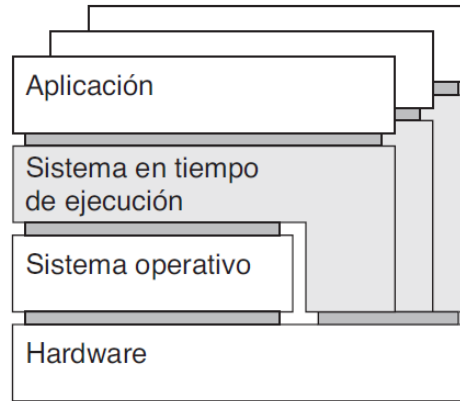 Aplicación
Sistema en tiempo
de ejecución
Sistema operativo
Hardware